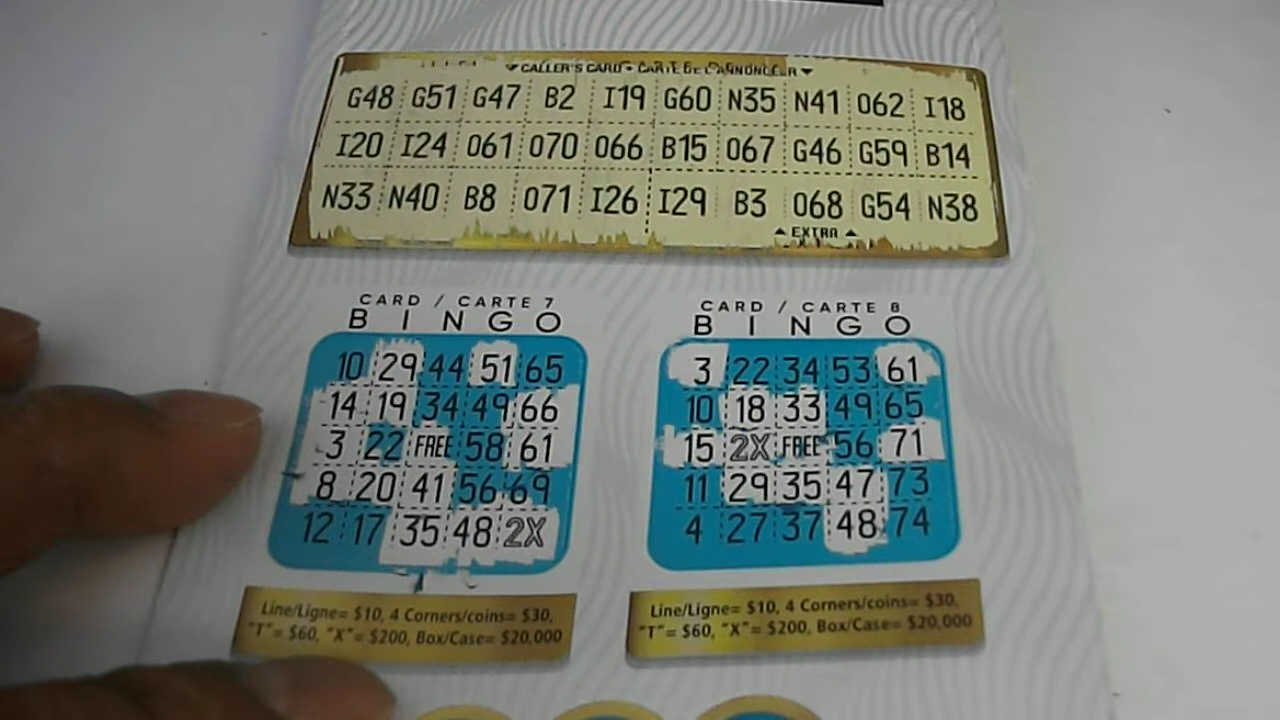 ▼CALLER'S CARD • CARTE DE L'ANNONCEUR▼
G48 G51 G47 B2 I19 G60 N35 N41 O62 I18
I20 I24 O61 O70 O66 B15 O67 G46 G59 B14
N33 N40 B8 O71 I26 I29 B3 O68 G54 N38
▲ EXTRA ▲
CARD / CARTE 7
B I N G O
10 29 44 51 65
14 19 34 49 66
3 22 FREE 58 61
8 20 41 56 69
12 17 35 48 2X
Line/Ligne= $10, 4 Corners/coins= $30,
"T"= $60, "X"= $200, Box/Case= $20,000
CARD / CARTE 8
B I N G O
3 22 34 53 61
10 18 33 49 65
15 2X FREE 56 71
11 29 35 47 73
4 27 37 48 74
Line/Ligne= $10, 4 Corners/coins= $30,
"T"= $60, "X"= $200, Box/Case= $20,000